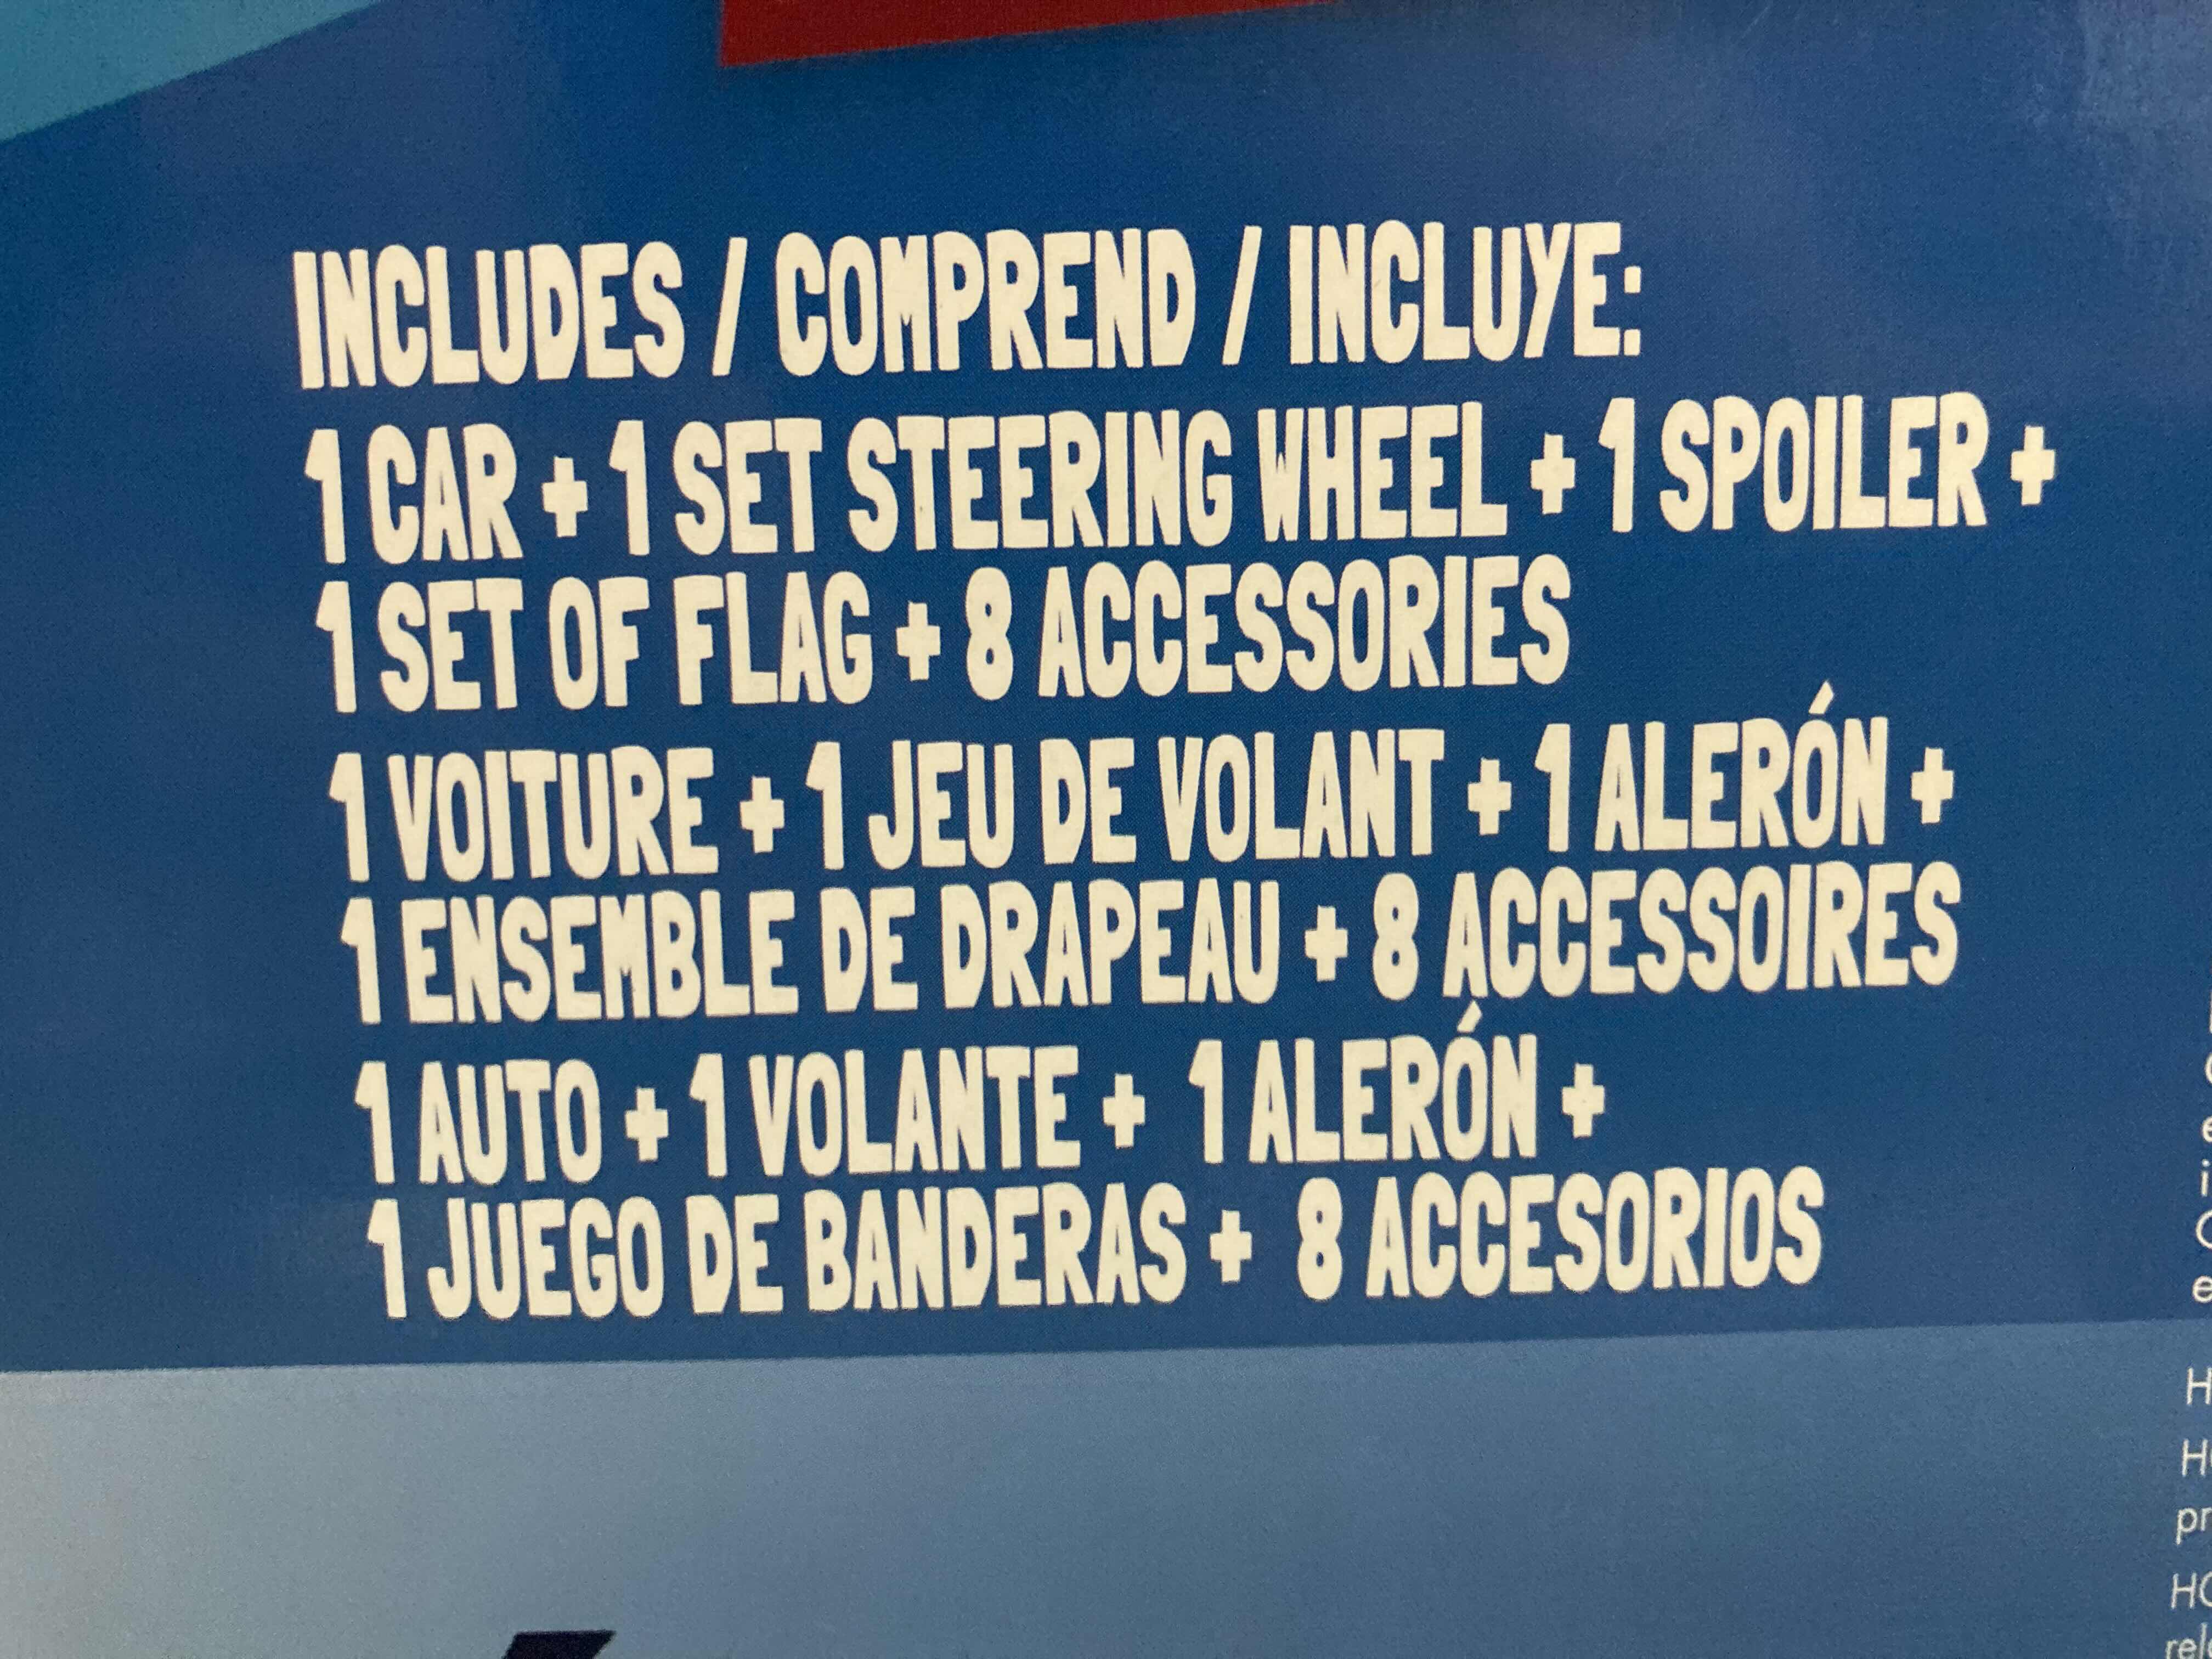 INCLUDES / COMPREND / INCLUYE:
1 CAR + 1 SET STEERING WHEEL + 1 SPOILER +
1 SET OF FLAG + 8 ACCESSORIES
1 VOITURE + 1 JEU DE VOLANT + 1 ALERÓN +
1 ENSEMBLE DE DRAPEAU + 8 ACCESSOIRES
1 AUTO + 1 VOLANTE + 1 ALERÓN +
1 JUEGO DE BANDERAS + 8 ACCESORIOS